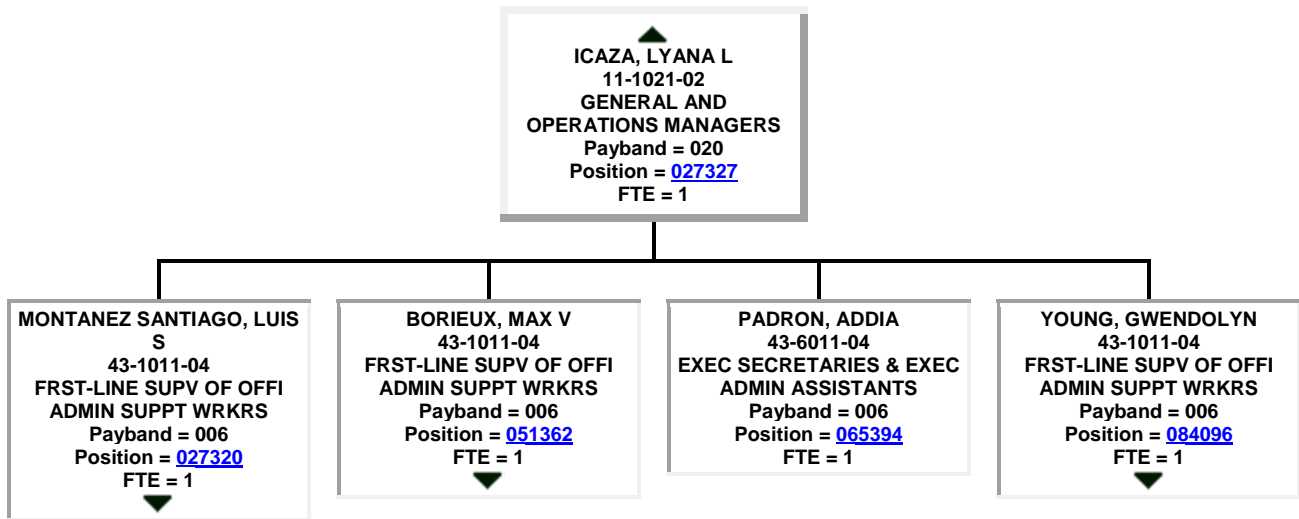 ICAZA, LYANA L
11-1021-02
GENERAL AND
OPERATIONS MANAGERS
Payband = 020
Position = 027327
FTE = 1
MONTANEZ SANTIAGO, LUIS
S
43-1011-04
FRST-LINE SUPV OF OFFI
ADMIN SUPPT WRKRS
Payband = 006
Position = 027320
FTE = 1
BORIEUX, MAX V
43-1011-04
FRST-LINE SUPV OF OFFI
ADMIN SUPPT WRKRS
Payband = 006
Position = 051362
FTE = 1
PADRON, ADDIA
43-6011-04
EXEC SECRETARIES & EXEC
ADMIN ASSISTANTS
Payband = 006
Position = 065394
FTE = 1
YOUNG, GWENDOLYN
43-1011-04
FRST-LINE SUPV OF OFFI
ADMIN SUPPT WRKRS
Payband = 006
Position = 084096
FTE = 1